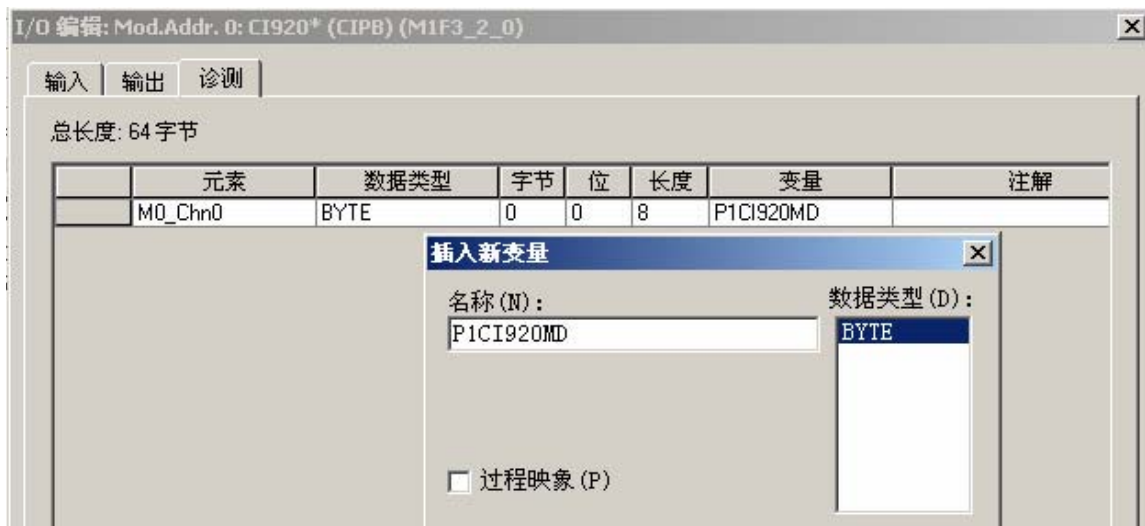 I/O 编辑: Mod.Addr. 0: CI920* (CIPB) (M1F3_2_0)
输入 输出 诊测
总长度: 64 字节
元素 数据类型 字节 位 长度 变量 注解
M0_Chn0 BYTE 0 0 8 P1CI920MD
插入新变量
名称(N): 数据类型(D):
P1CI920MD BYTE
过程映象(P)